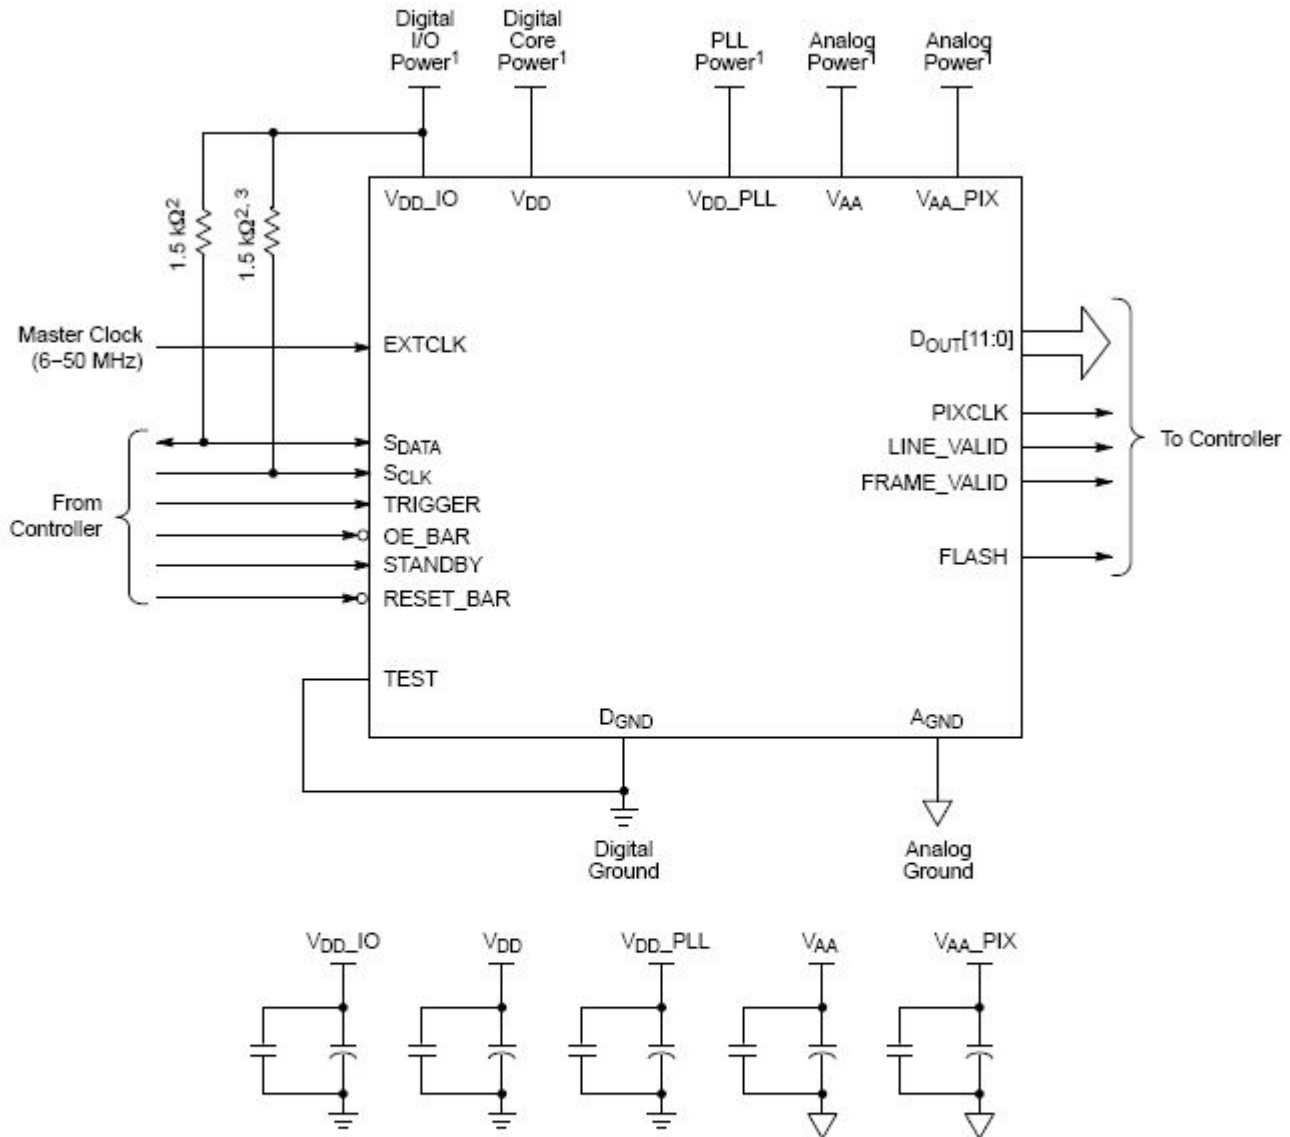 Digital
I/O
Power1
Digital
Core
Power1
PLL
Power1
Analog
Power1
Analog
Power1
VDD_IO
VDD
VDD_PLL
VAA
VAA_PIX
1.5 kΩ2
1.5 kΩ2, 3
Master Clock
(6–50 MHz)
EXTCLK
DOUT[11:0]
PIXCLK
LINE_VALID
FRAME_VALID
FLASH
To Controller
From
Controller
SDATA
SCLK
TRIGGER
OE_BAR
STANDBY
RESET_BAR
TEST
DGND
AGND
Digital
Ground
Analog
Ground
VDD_IO
VDD
VDD_PLL
VAA
VAA_PIX